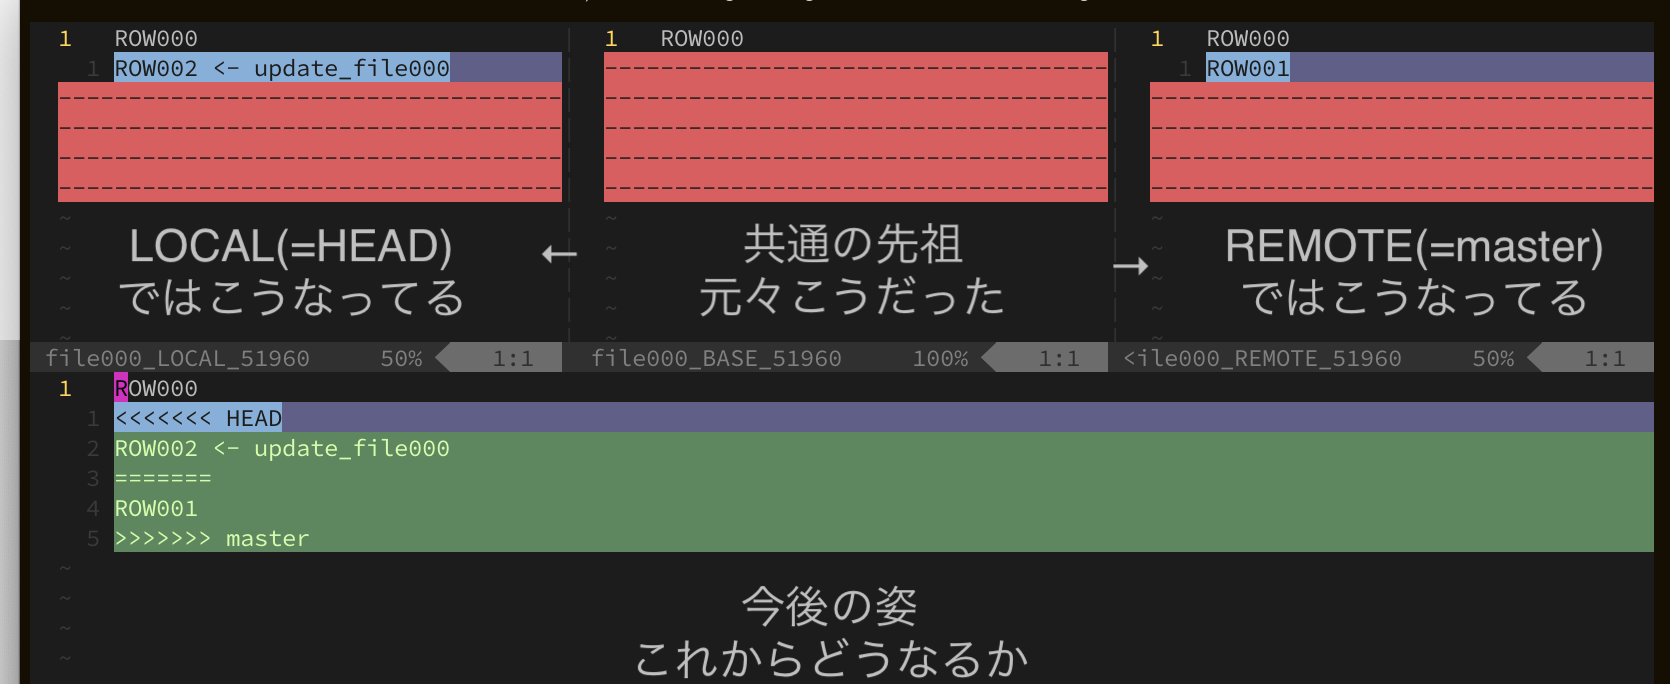 1 ROW000
1 ROW002 <- update_file000
~
~
~
~
~
LOCAL(=HEAD)
ではこうなってる
file000_LOCAL_51960 50% 1:1
←
1 ROW000
~
~
~
~
~
共通の先祖
元々こうだった
file000_BASE_51960 100% 1:1
→
1 ROW000
1 ROW001
~
~
~
~
~
REMOTE(=master)
ではこうなってる
<ile000_REMOTE_51960 50% 1:1
1 ROW000
1 <<<<<<< HEAD
2 ROW002 <- update_file000
3 =======
4 ROW001
5 >>>>>>> master
~
~
~
~
今後の姿
これからどうなるか